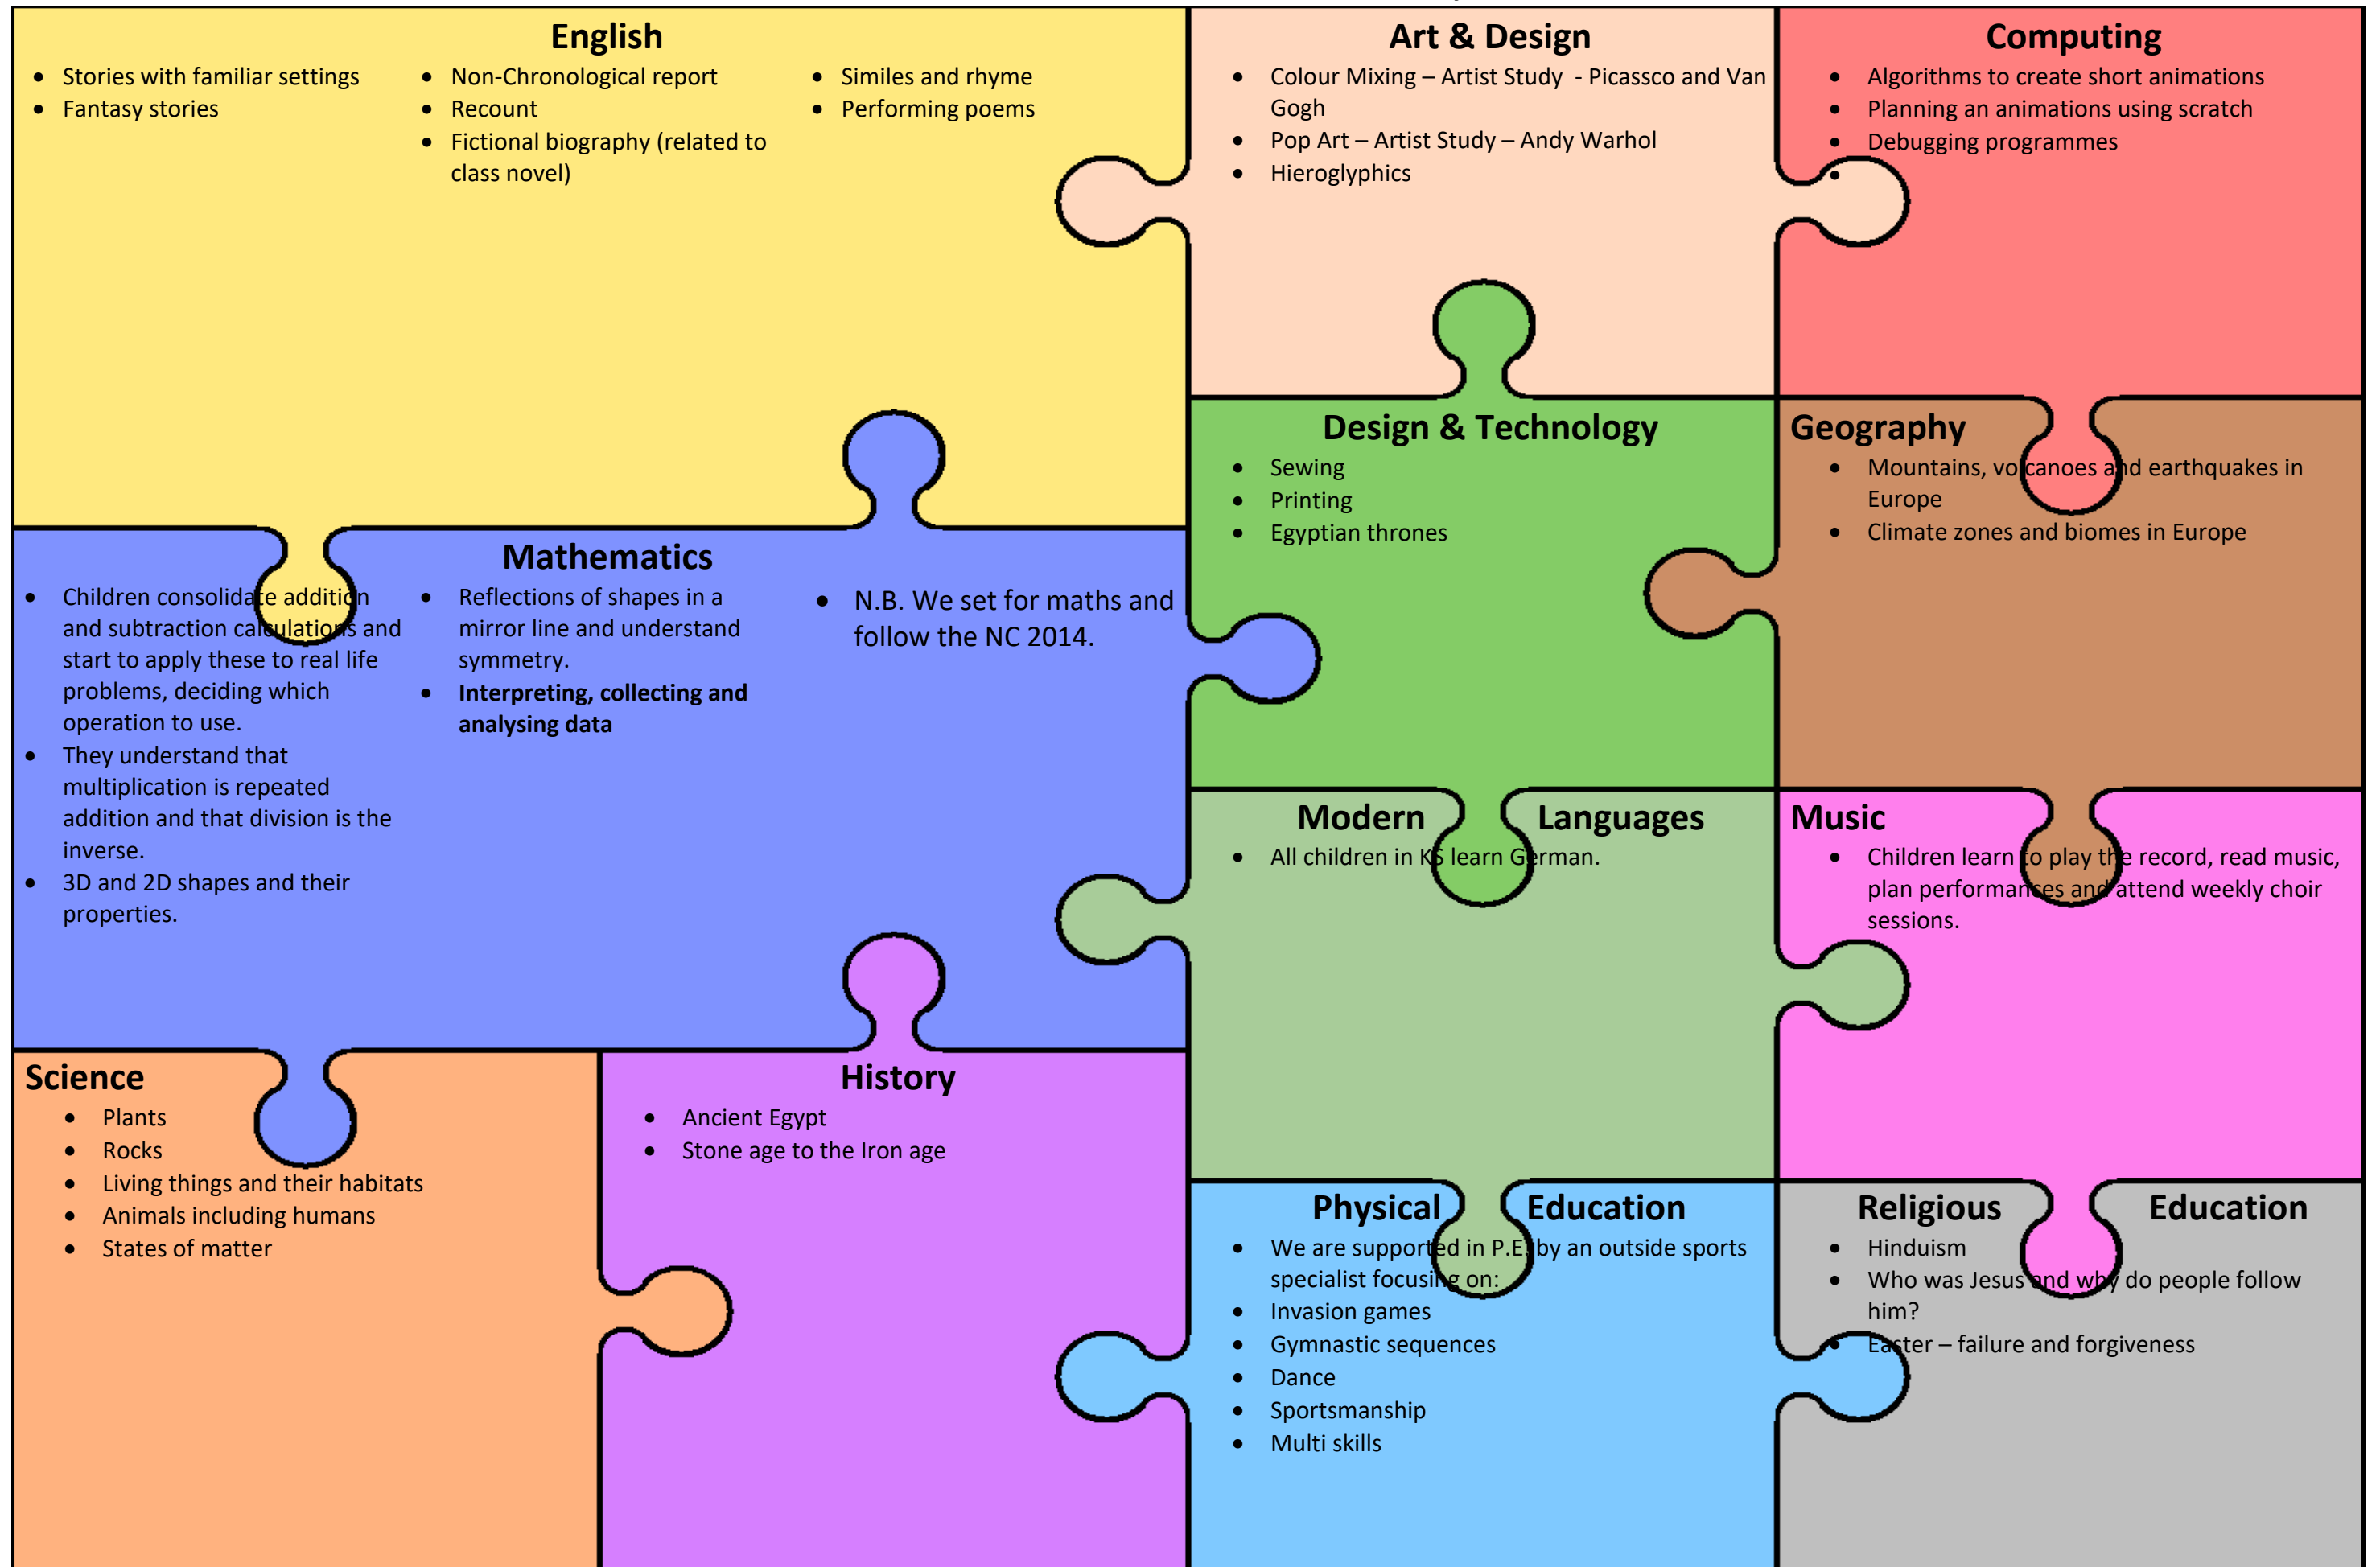 English
• Stories with familiar settings
• Fantasy stories
• Non-Chronological report
• Recount
• Fictional biography (related to
class novel)
• Similes and rhyme
• Performing poems
Art & Design
• Colour Mixing – Artist Study - Picassco and Van
Gogh
• Pop Art – Artist Study – Andy Warhol
• Hieroglyphics
Computing
• Algorithms to create short animations
• Planning an animations using scratch
• Debugging programmes
•
Design & Technology
• Sewing
• Printing
• Egyptian thrones
Geography
• Mountains, volcanoes and earthquakes in
Europe
• Climate zones and biomes in Europe
Mathematics
• Children consolidate addition
and subtraction calculations and
start to apply these to real life
problems, deciding which
operation to use.
• They understand that
multiplication is repeated
addition and that division is the
inverse.
• 3D and 2D shapes and their
properties.
• Reflections of shapes in a
mirror line and understand
symmetry.
• Interpreting, collecting and
analysing data
• N.B. We set for maths and
follow the NC 2014.
Modern Languages
• All children in KS learn German.
Music
• Children learn to play the record, read music,
plan performances and attend weekly choir
sessions.
Science
• Plants
• Rocks
• Living things and their habitats
• Animals including humans
• States of matter
History
• Ancient Egypt
• Stone age to the Iron age
Physical Education
• We are supported in P.E. by an outside sports
specialist focusing on:
• Invasion games
• Gymnastic sequences
• Dance
• Sportsmanship
• Multi skills
Religious Education
• Hinduism
• Who was Jesus and why do people follow
him?
• Easter – failure and forgiveness